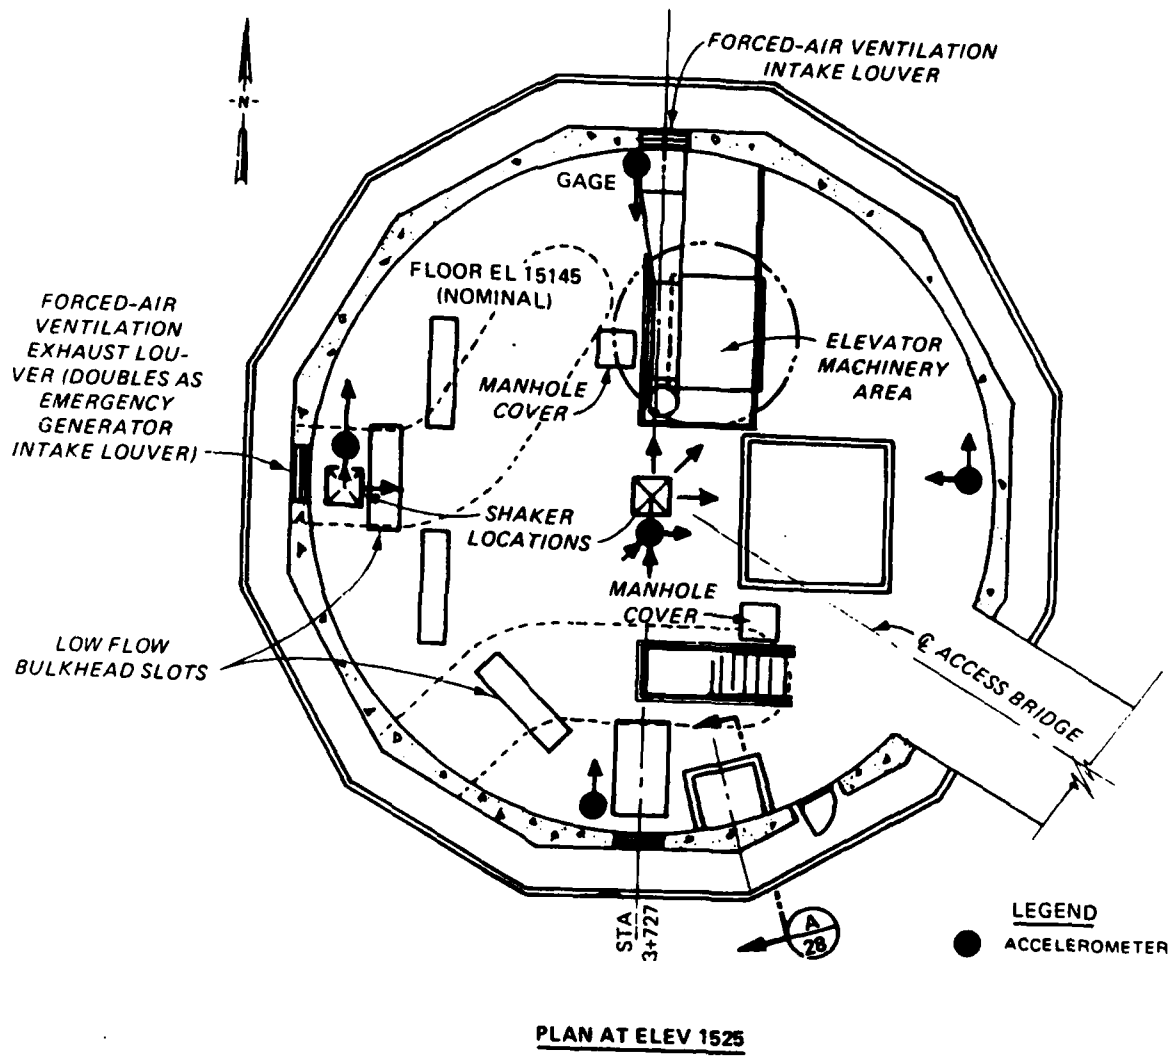 FORCED-AIR VENTILATION
INTAKE LOUVER
-N-
GAGE
FLOOR EL 15145
(NOMINAL)
FORCED-AIR
VENTILATION
EXHAUST LOU-
VER (DOUBLES AS
EMERGENCY
GENERATOR
INTAKE LOUVER)
MANHOLE
COVER
ELEVATOR
MACHINERY
AREA
SHAKER
LOCATIONS
MANHOLE
COVER
LOW FLOW
BULKHEAD SLOTS
℄ ACCESS BRIDGE
STA
3+727
A
28
LEGEND
ACCELEROMETER
PLAN AT ELEV 1525